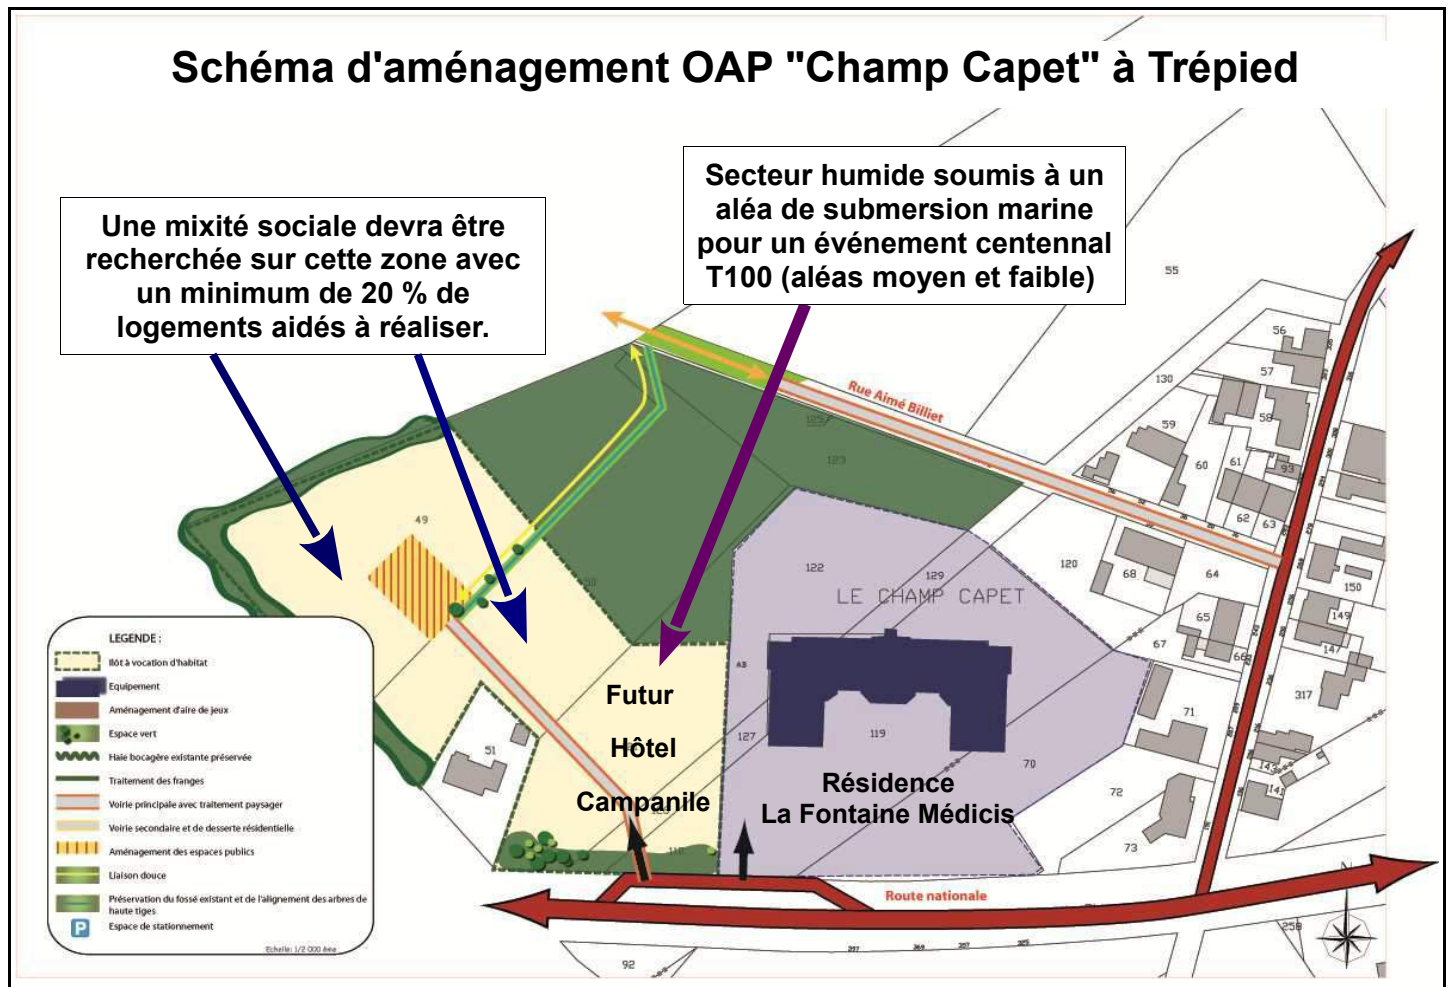 Schéma d'aménagement OAP "Champ Capet" à Trépied
Une mixité sociale devra être
recherchée sur cette zone avec
un minimum de 20 % de
logements aidés à réaliser.
Secteur humide soumis à un
aléa de submersion marine
pour un événement centennal
T100 (aléas moyen et faible)
55
56
57
58
130
59
60
61
93
62
63
Rue Aimé Billiet
125
123
49
122
129
LE CHAMP CAPET
120
68
64
150
149
147
65
66
67
317
71
143
141
51
127
119
70
72
73
Futur
Hôtel
Campanile
Résidence
La Fontaine Médicis
Route nationale
N
258
92
LEGENDE :
Ilôt à vocation d'habitat
Equipement
Aménagement d'aire de jeux
Espace vert
Haie bocagère existante préservée
Traitement des franges
Voirie principale avec traitement paysager
Voirie secondaire et de desserte résidentielle
Aménagement des espaces publics
Liaison douce
Préservation du fossé existant et de l'alignement des arbres de
haute tiges
P
Espace de stationnement
Echelle: 1/2 000 ème